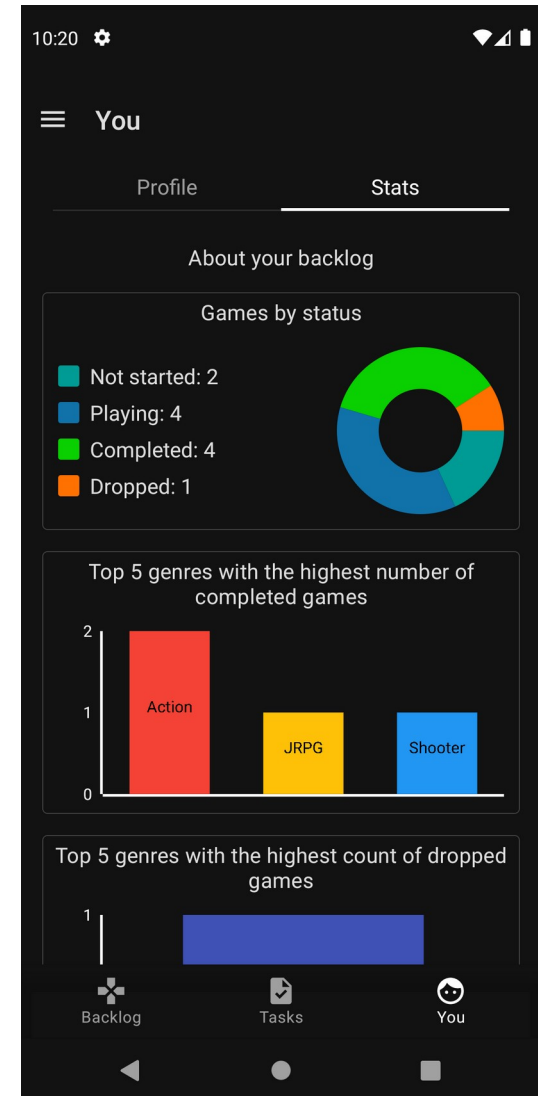 10:20
You
Profile
Stats
About your backlog
Games by status
Not started: 2
Playing: 4
Completed: 4
Dropped: 1
Top 5 genres with the highest number of
completed games
2
1
0
Action
JRPG
Shooter
Top 5 genres with the highest count of dropped
games
1
Backlog
Tasks
You